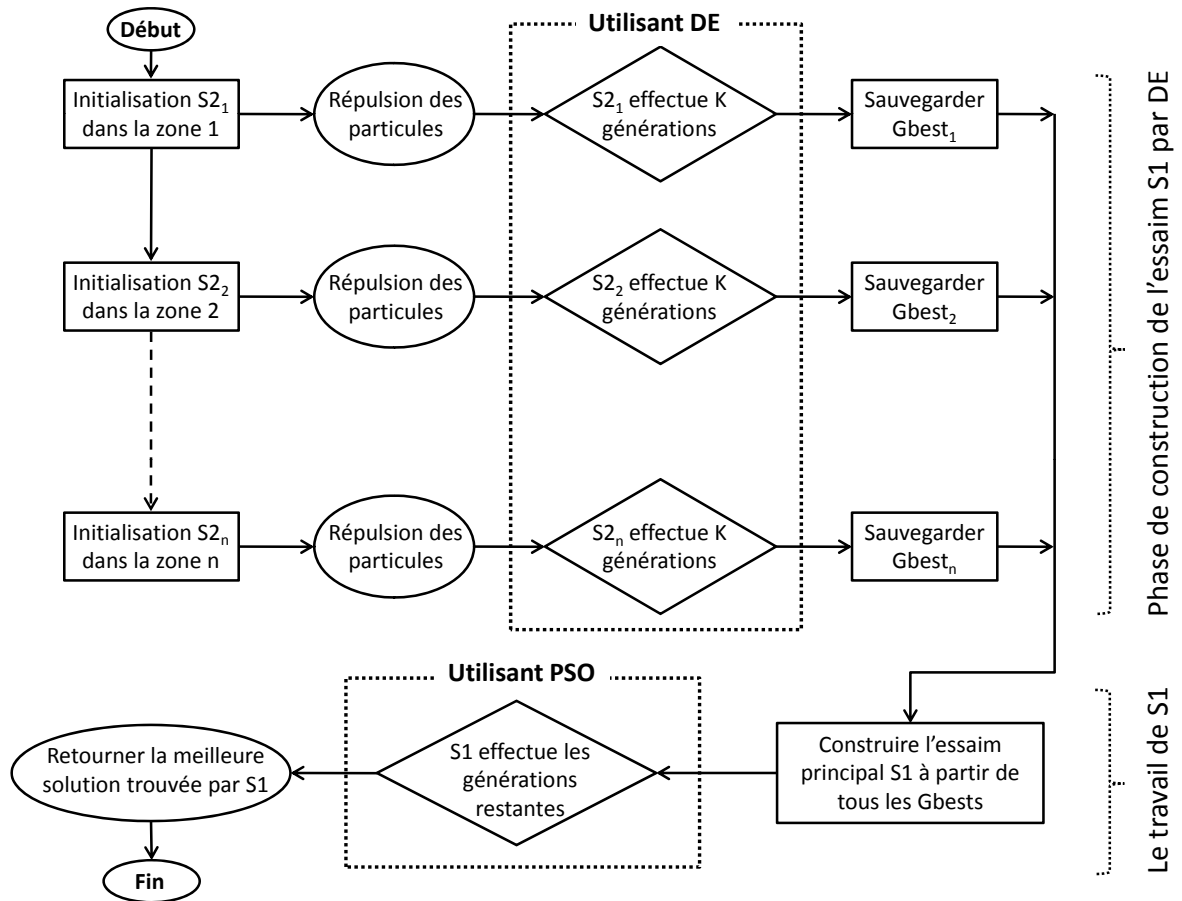 Début
Utilisant DE
Initialisation S2₁
dans la zone 1
Répulsion des
particules
S2₁ effectue K
générations
Sauvegarder
Gbest₁
Initialisation S2₂
dans la zone 2
Répulsion des
particules
S2₂ effectue K
générations
Sauvegarder
Gbest₂
Initialisation S2ₙ
dans la zone n
Répulsion des
particules
S2ₙ effectue K
générations
Sauvegarder
Gbestₙ
Phase de construction de l’essaim S1 par DE
Utilisant PSO
Retourner la meilleure
solution trouvée par S1
S1 effectue les
générations
restantes
Construire l’essaim
principal S1 à partir de
tous les Gbests
Le travail de S1
Fin